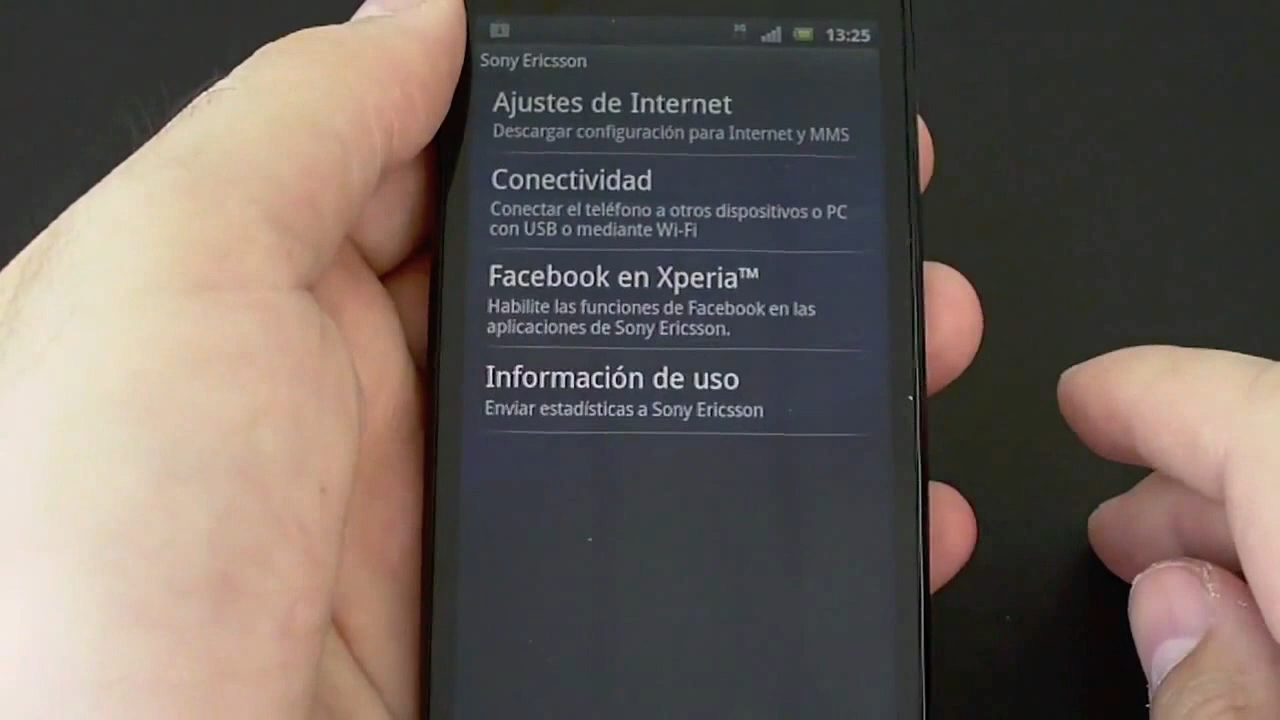 3G 13:25
Sony Ericsson
Ajustes de Internet
Descargar configuración para Internet y MMS
Conectividad
Conectar el teléfono a otros dispositivos o PC
con USB o mediante Wi-Fi
Facebook en Xperia™
Habilite las funciones de Facebook en las
aplicaciones de Sony Ericsson.
Información de uso
Enviar estadísticas a Sony Ericsson